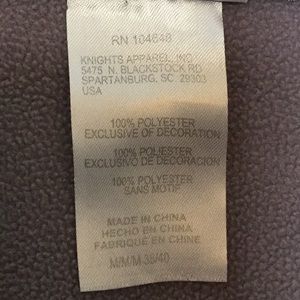 RN 104648
KNIGHTS APPAREL, INC
5475 N. BLACKSTOCK RD
SPARTANBURG, SC 29303
USA
100% POLYESTER
EXCLUSIVE OF DECORATION
100% POLIESTER
EXCLUSIVO DE DECORACION
100% POLYESTER
SANS MOTIF
MADE IN CHINA
HECHO EN CHINA
FABRIQUÉ EN CHINE
M/M/M 38/40